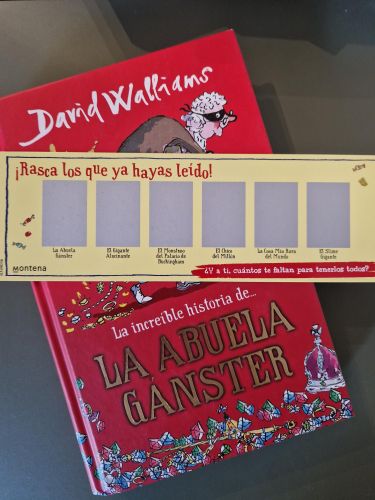 David Walliams
¡Rasca los que ya hayas leído!
La Abuela
Gánster
El Gigante
Alucinante
El Monstruo
del Palacio de
Buckingham
El Chico
del Millón
La Cosa Más Rara
del Mundo
El Slime
Gigante
montena
¿Y a ti, cuántos te faltan para tenerlos todos?...
La increíble historia de...
LA ABUELA
GÁNSTER